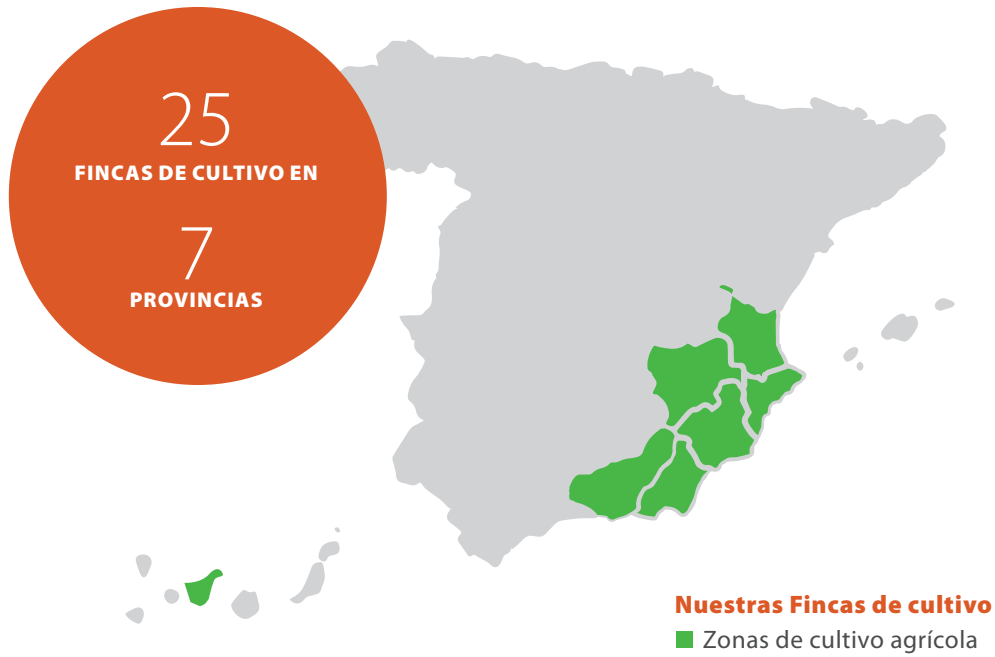 25
FINCAS DE CULTIVO EN
7
PROVINCIAS
Nuestras Fincas de cultivo
Zonas de cultivo agrícola